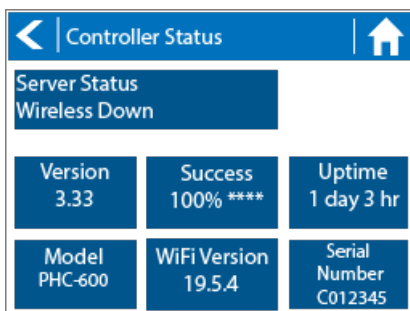 Controller Status
Server Status
Wireless Down
Version
3.33
Success
100% ****
Uptime
1 day 3 hr
Model
PHC-600
WiFi Version
19.5.4
Serial
Number
C012345